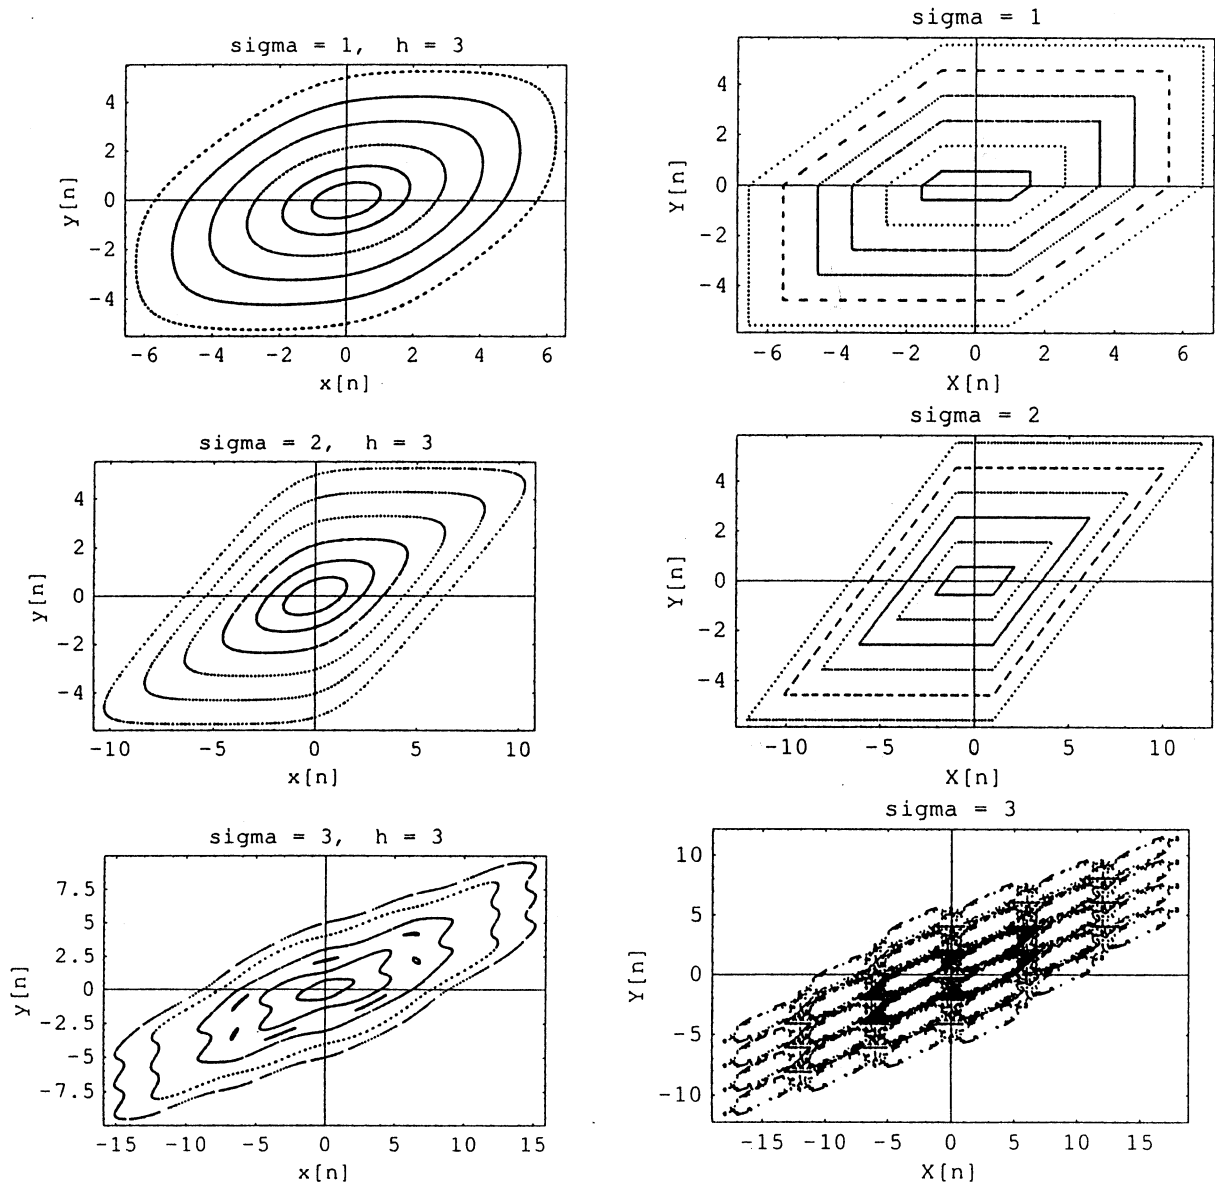 sigma = 1, h = 3
4
2
0
-2
-4
y[n]
-6 -4 -2 0 2 4 6
x[n]
sigma = 1
4
2
0
-2
-4
Y[n]
-6 -4 -2 0 2 4 6
X[n]
sigma = 2, h = 3
4
2
0
-2
-4
y[n]
-10 -5 0 5 10
x[n]
sigma = 2
4
2
0
-2
-4
Y[n]
-10 -5 0 5 10
X[n]
sigma = 3, h = 3
7.5
5
2.5
0
-2.5
-5
-7.5
y[n]
-15 -10 -5 0 5 10 15
x[n]
sigma = 3
10
5
0
-5
-10
Y[n]
-15 -10 -5 0 5 10 15
X[n]